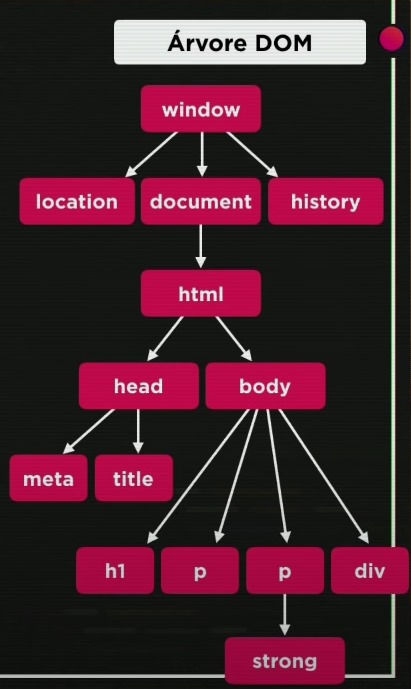 Árvore DOM
window
location document history
html
head body
meta title
h1 p p div
strong